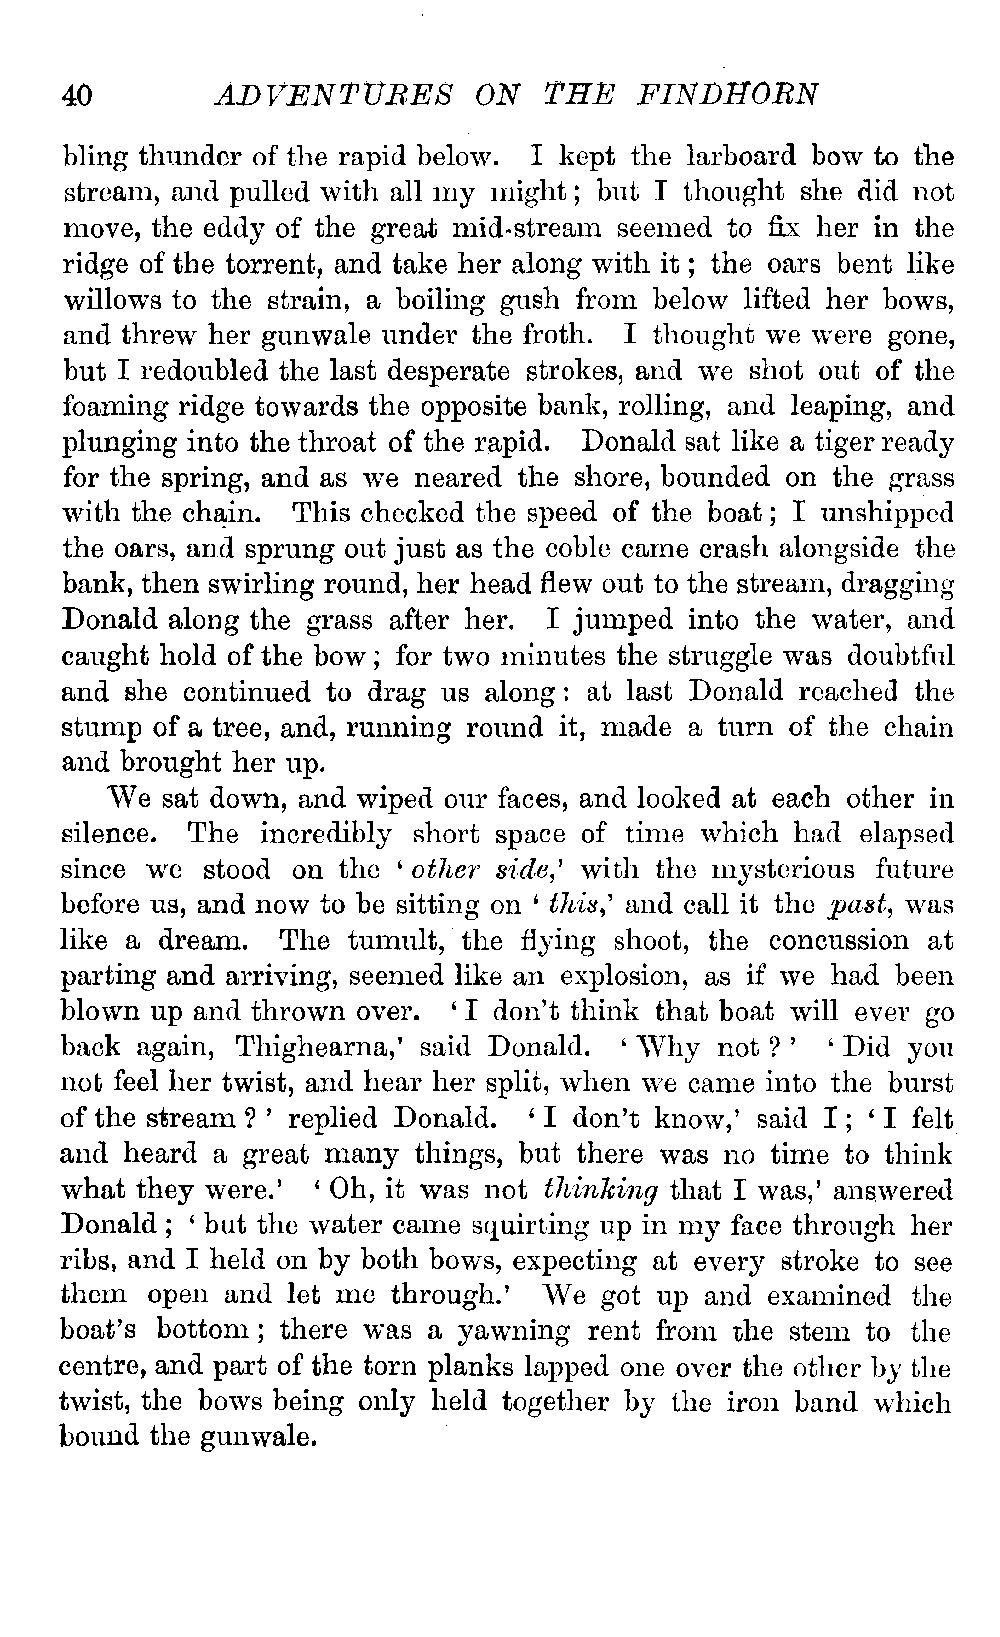 40 ADVENTURES ON THE FINDHORN
bling thunder of the rapid below. I kept the larboard bow to the
stream, and pulled with all my might; but I thought she did not
move, the eddy of the great mid-stream seemed to fix her in the
ridge of the torrent, and take her along with it; the oars bent like
willows to the strain, a boiling gush from below lifted her bows,
and threw her gunwale under the froth. I thought we were gone,
but I redoubled the last desperate strokes, and we shot out of the
foaming ridge towards the opposite bank, rolling, and leaping, and
plunging into the throat of the rapid. Donald sat like a tiger ready
for the spring, and as we neared the shore, bounded on the grass
with the chain. This checked the speed of the boat; I unshipped
the oars, and sprung out just as the coble came crash alongside the
bank, then swirling round, her head flew out to the stream, dragging
Donald along the grass after her. I jumped into the water, and
caught hold of the bow; for two minutes the struggle was doubtful
and she continued to drag us along: at last Donald reached the
stump of a tree, and, running round it, made a turn of the chain
and brought her up.
We sat down, and wiped our faces, and looked at each other in
silence. The incredibly short space of time which had elapsed
since we stood on the ‘other side,’ with the mysterious future
before us, and now to be sitting on ‘this,’ and call it the past, was
like a dream. The tumult, the flying shoot, the concussion at
parting and arriving, seemed like an explosion, as if we had been
blown up and thrown over. ‘I don't think that boat will ever go
back again, Thighearna,’ said Donald. ‘Why not?’ ‘Did you
not feel her twist, and hear her split, when we came into the burst
of the stream?’ replied Donald. ‘I don't know,’ said I; ‘I felt
and heard a great many things, but there was no time to think
what they were.’ ‘Oh, it was not thinking that I was,’ answered
Donald; ‘but the water came squirting up in my face through her
ribs, and I held on by both bows, expecting at every stroke to see
them open and let me through.’ We got up and examined the
boat's bottom; there was a yawning rent from the stem to the
centre, and part of the torn planks lapped one over the other by the
twist, the bows being only held together by the iron band which
bound the gunwale.